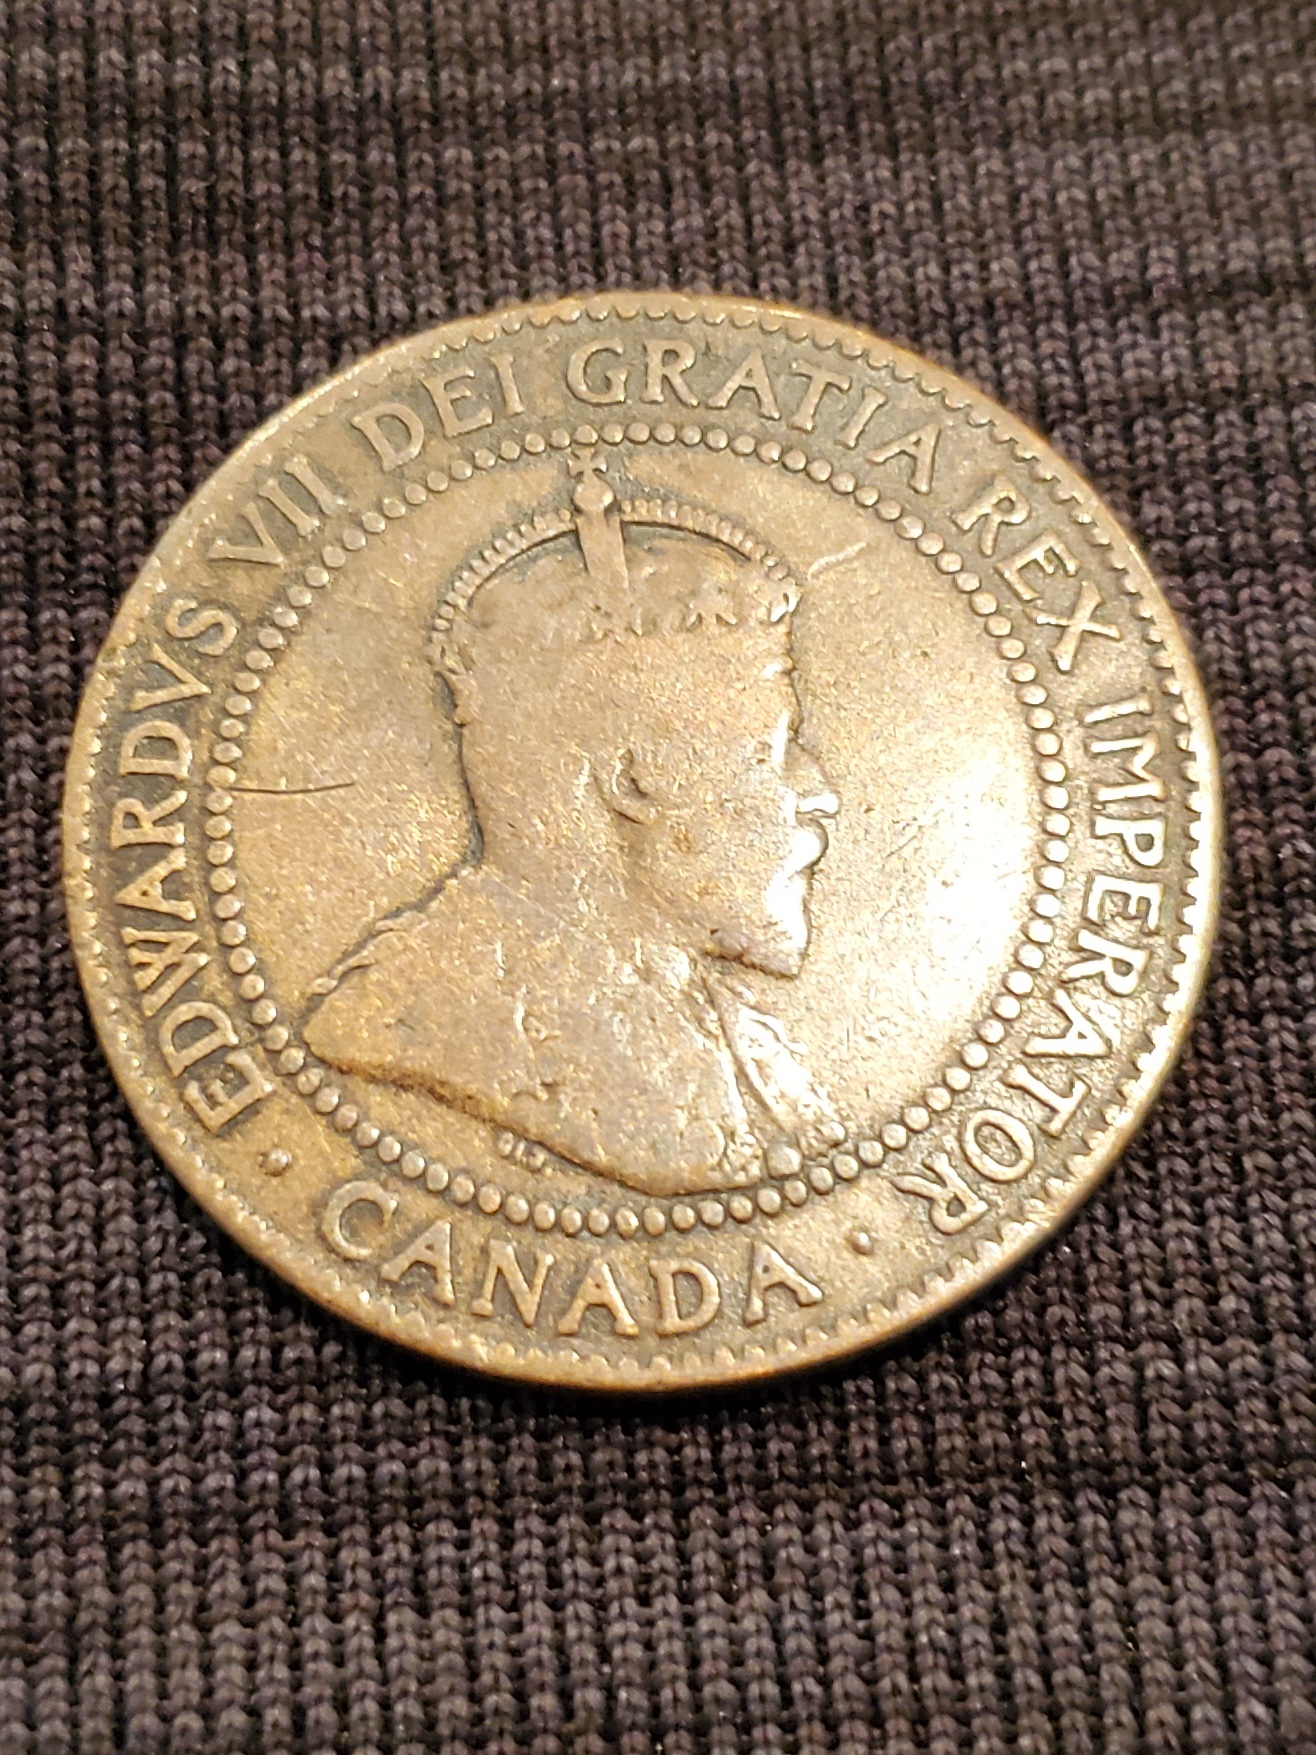 EDWARDVS VII DEI GRATIA REX IMPERATOR
· CANADA ·